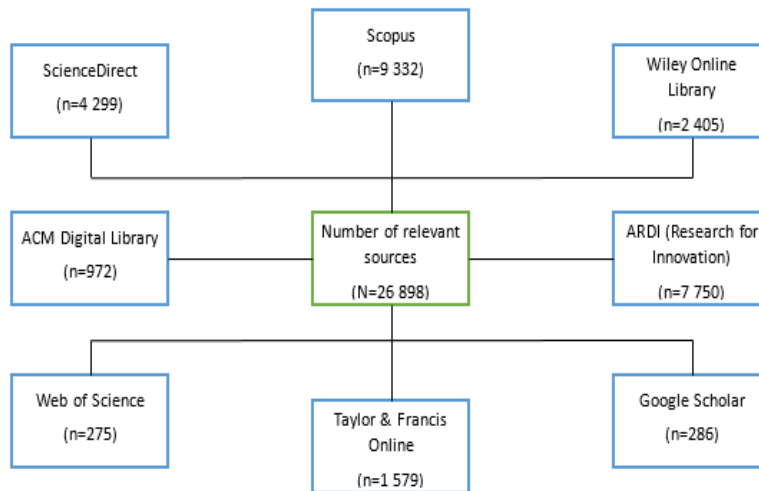 ScienceDirect
(n=4 299)
Scopus
(n=9 332)
Wiley Online
Library
(n=2 405)
ACM Digital Library
(n=972)
Number of relevant
sources
(N=26 898)
ARDI (Research for
Innovation)
(n=7 750)
Web of Science
(n=275)
Taylor & Francis
Online
(n=1 579)
Google Scholar
(n=286)